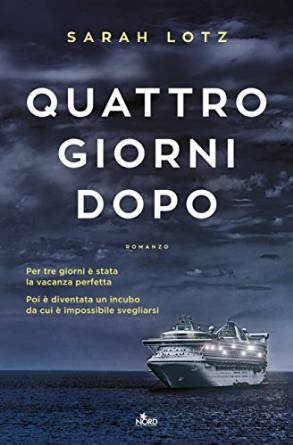 SARAH LOTZ
QUATTRO
GIORNI
DOPO
ROMANZO
Per tre giorni è stata
la vacanza perfetta
Poi è diventata un incubo
da cui è impossibile svegliarsi
NORD